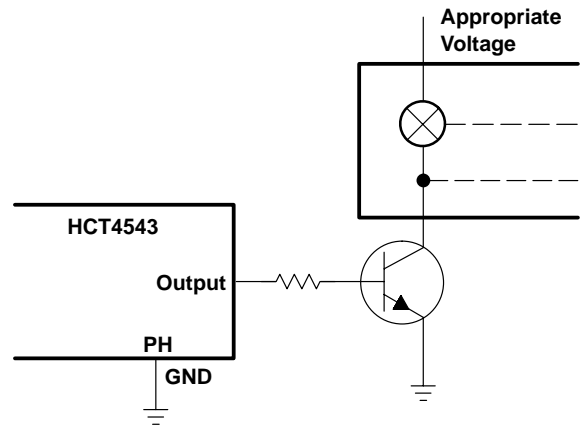 Appropriate
Voltage
HCT4543
Output
PH
GND